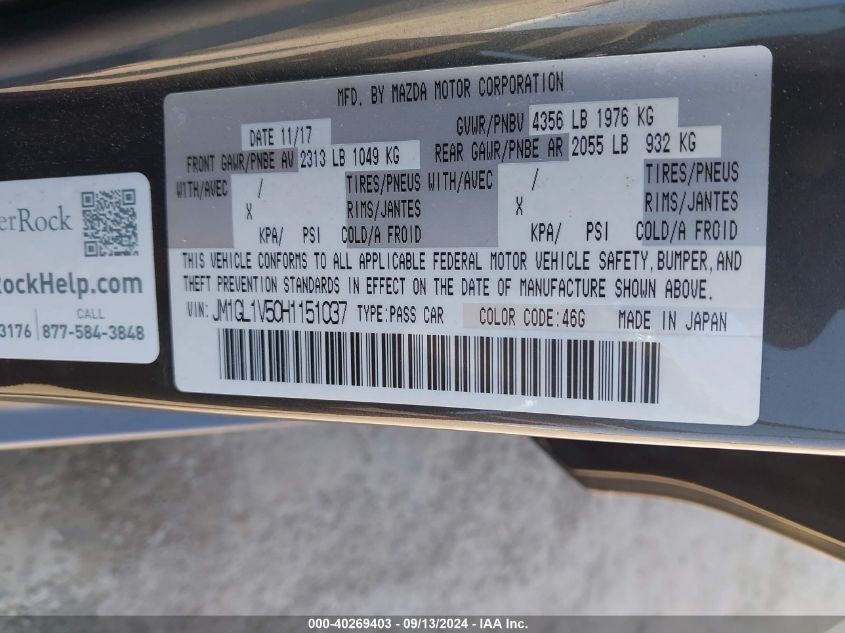 MFD. BY MAZDA MOTOR CORPORATION
DATE 11/17 GVWR/PNBV 4356 LB 1976 KG
FRONT GAWR/PNBE AV 2313 LB 1049 KG REAR GAWR/PNBE AR 2055 LB 932 KG
WITH/AVEC / TIRES/PNEUS WITH/AVEC / TIRES/PNEUS
X RIMS/JANTES X RIMS/JANTES
KPA/ PSI COLD/A FROID KPA/ PSI COLD/A FROID
THIS VEHICLE CONFORMS TO ALL APPLICABLE FEDERAL MOTOR VEHICLE SAFETY, BUMPER, AND
THEFT PREVENTION STANDARDS IN EFFECT ON THE DATE OF MANUFACTURE SHOWN ABOVE.
VIN: JM1GL1V50H1151037 TYPE:PASS CAR COLOR CODE:46G MADE IN JAPAN
erRock
RockHelp.com
CALL
3176 877-584-3848
000-40269403 - 09/13/2024 - IAA Inc.